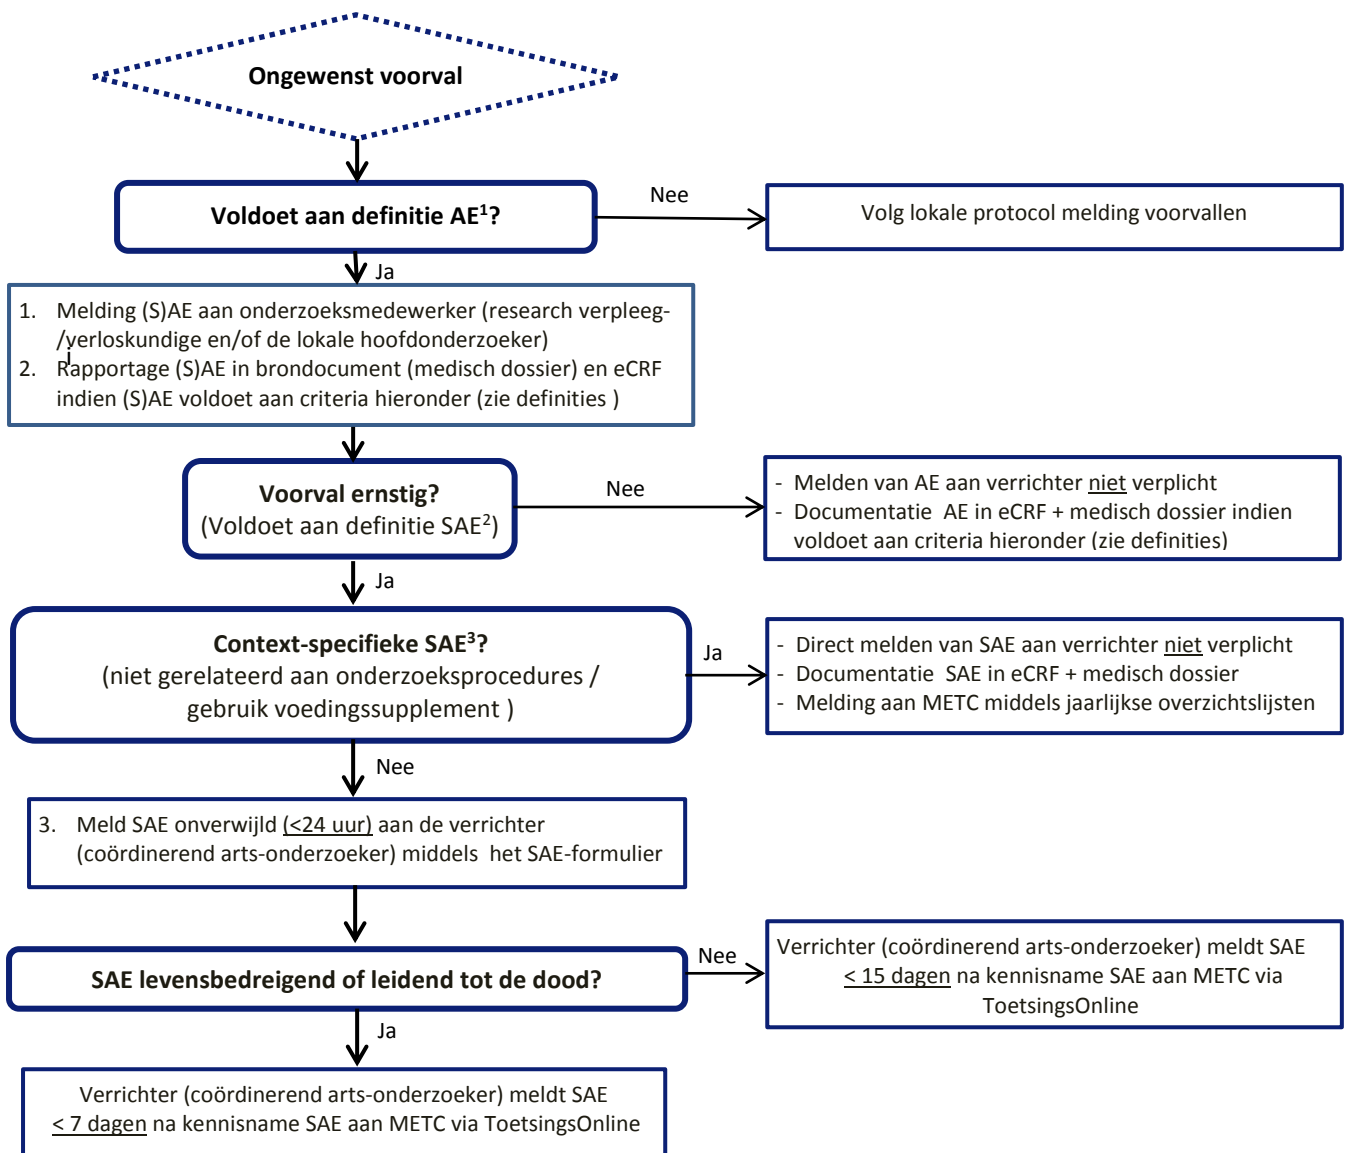 Ongewenst voorval
Voldoet aan definitie AE¹?
Nee
Volg lokale protocol melding voorvallen
Ja
1. Melding (S)AE aan onderzoeksmedewerker (research verpleeg-
/verloskundige en/of de lokale hoofdonderzoeker)
i
2. Rapportage (S)AE in brondocument (medisch dossier) en eCRF
indien (S)AE voldoet aan criteria hieronder (zie definities )
Voorval ernstig?
(Voldoet aan definitie SAE²)
Nee
- Melden van AE aan verrichter niet verplicht
- Documentatie AE in eCRF + medisch dossier indien
voldoet aan criteria hieronder (zie definities)
Ja
Context-specifieke SAE³?
(niet gerelateerd aan onderzoeksprocedures /
gebruik voedingssupplement )
Ja
- Direct melden van SAE aan verrichter niet verplicht
- Documentatie SAE in eCRF + medisch dossier
- Melding aan METC middels jaarlijkse overzichtslijsten
Nee
3. Meld SAE onverwijld (<24 uur) aan de verrichter
(coördinerend arts-onderzoeker) middels het SAE-formulier
SAE levensbedreigend of leidend tot de dood?
Nee
Verrichter (coördinerend arts-onderzoeker) meldt SAE
< 15 dagen na kennisname SAE aan METC via
ToetsingsOnline
Ja
Verrichter (coördinerend arts-onderzoeker) meldt SAE
< 7 dagen na kennisname SAE aan METC via ToetsingsOnline